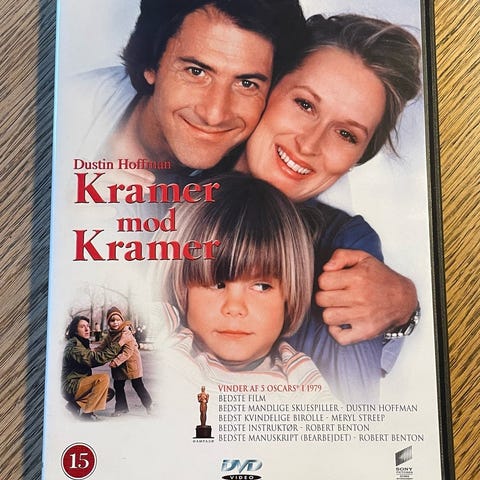 Dustin Hoffman
Kramer
mod
Kramer
VINDER AF 5 OSCARS® I 1979
BEDSTE FILM
BEDSTE MANDLIGE SKUESPILLER - DUSTIN HOFFMAN
BEDST KVINDELIGE BIROLLE - MERYL STREEP
BEDSTE INSTRUKTØR - ROBERT BENTON
BEDSTE MANUSKRIPT (BEARBEJDET) - ROBERT BENTON
15
DVD
VIDEO
SONY
PICTURES